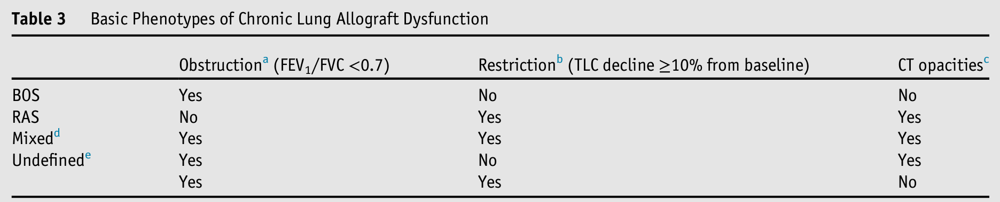 Table 3 Basic Phenotypes of Chronic Lung Allograft Dysfunction
Obstructionᵃ (FEV₁/FVC <0.7) Restrictionᵇ (TLC decline ≥10% from baseline) CT opacitiesᶜ
BOS Yes No No
RAS No Yes Yes
Mixedᵈ Yes Yes Yes
Undefinedᵉ Yes No Yes
Yes Yes No